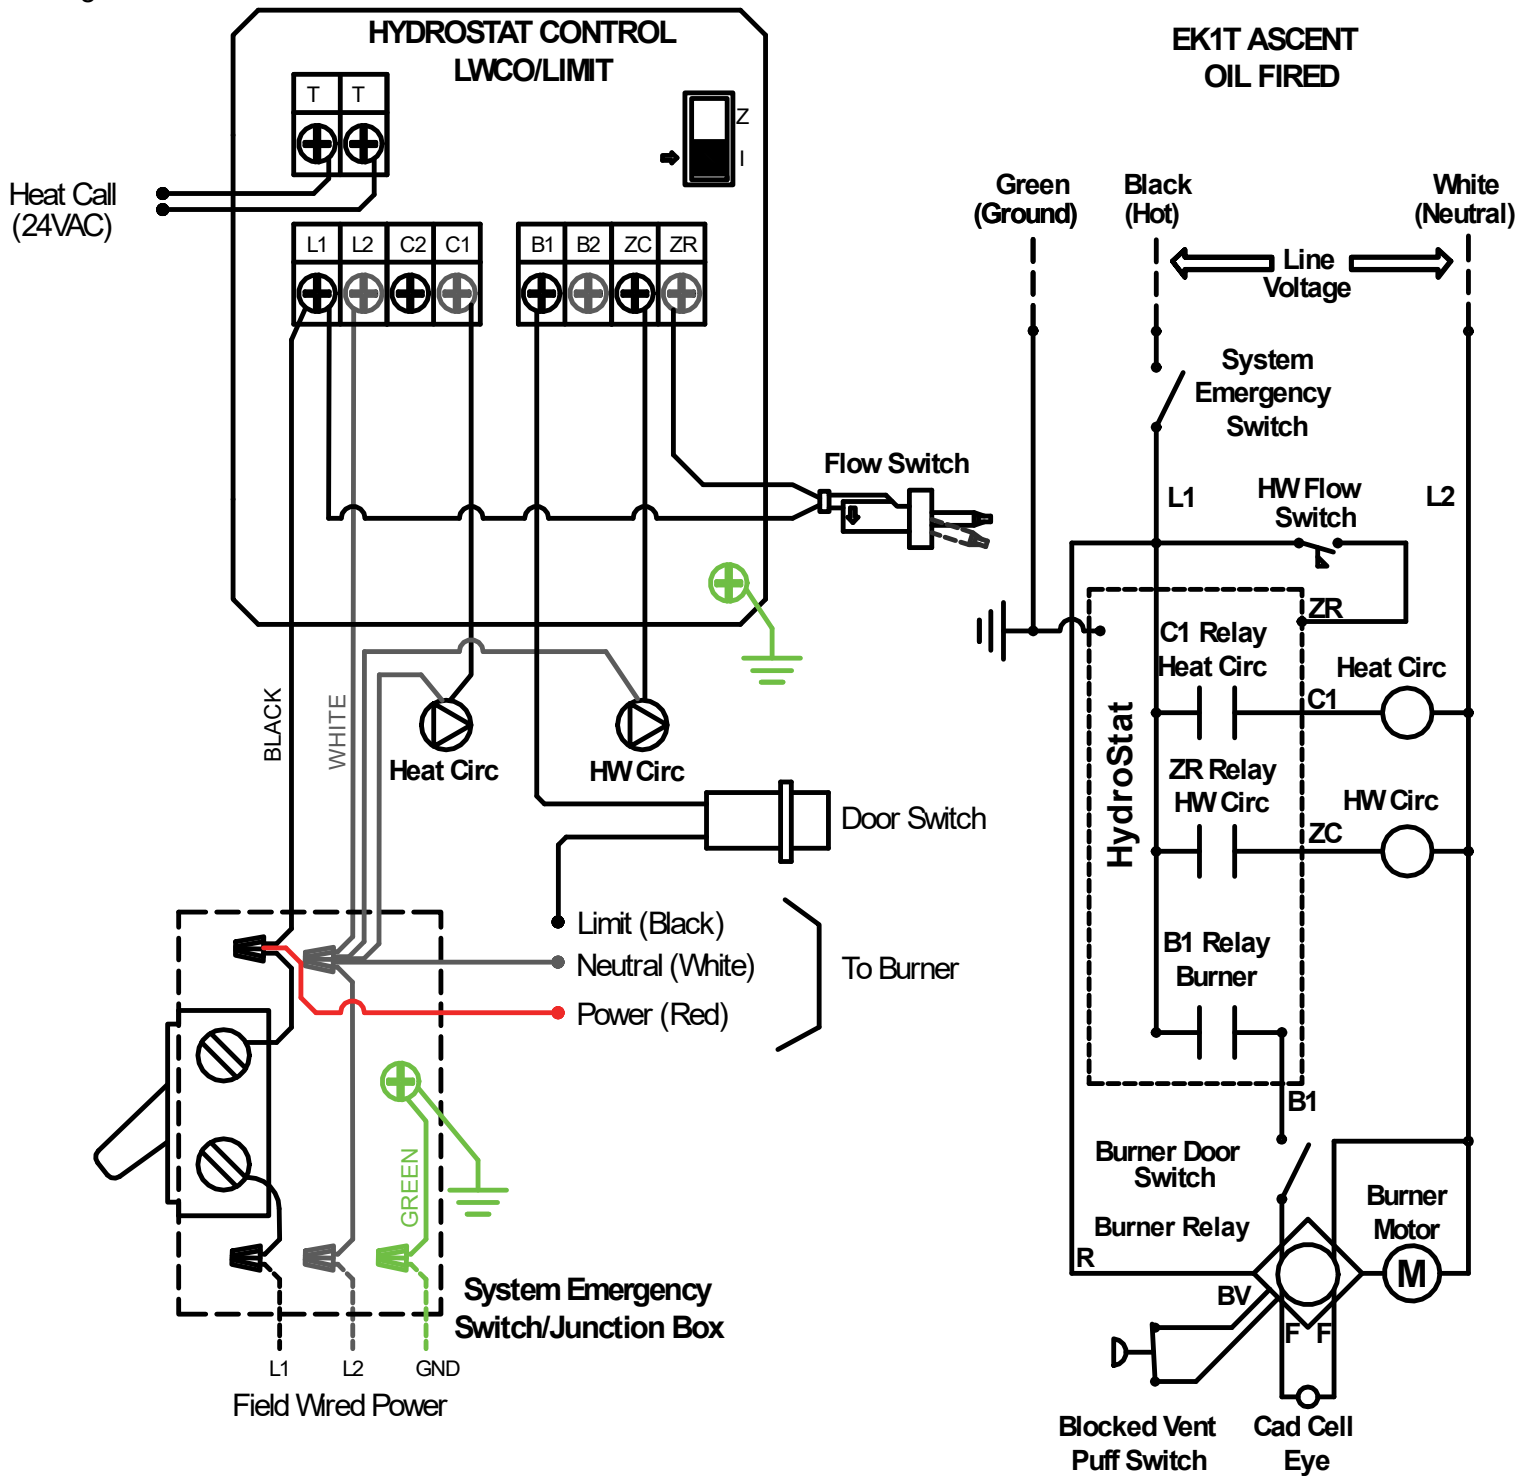 HYDROSTAT CONTROL
LWCO/LIMIT
T T
Z
I
Heat Call
(24VAC)
L1 L2 C2 C1
B1 B2 ZC ZR
Flow Switch
BLACK
WHITE
Heat Circ
HW Circ
Door Switch
Limit (Black)
Neutral (White)
Power (Red)
To Burner
GREEN
System Emergency
Switch/Junction Box
L1 L2 GND
Field Wired Power
EK1T ASCENT
OIL FIRED
Green
(Ground)
Black
(Hot)
White
(Neutral)
Line
Voltage
System
Emergency
Switch
L1
HW Flow
Switch
L2
ZR
C1 Relay
Heat Circ
Heat Circ
C1
HydroStat
ZR Relay
HW Circ
HW Circ
ZC
B1 Relay
Burner
B1
Burner Door
Switch
Burner Relay
Burner
Motor
R
M
BV
F F
Blocked Vent
Puff Switch
Cad Cell
Eye